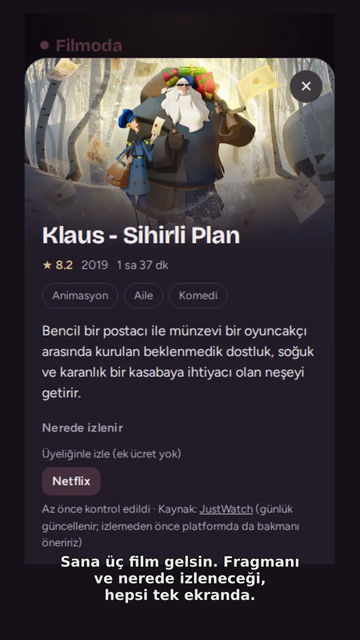 Filmoda
Klaus - Sihirli Plan
★ 8.2 2019 1 sa 37 dk
Animasyon Aile Komedi
Bencil bir postacı ile münzevi bir oyuncakçı
arasında kurulan beklenmedik dostluk, soğuk
ve karanlık bir kasabaya ihtiyacı olan neşeyi
getirir.
Nerede izlenir
Üyeliğinle izle (ek ücret yok)
Netflix
Az önce kontrol edildi · Kaynak: JustWatch (günlük
güncellenir; izlemeden önce platformda da bakmanı
öneririz)
Sana üç film gelsin. Fragmanı
ve nerede izleneceği,
hepsi tek ekranda.